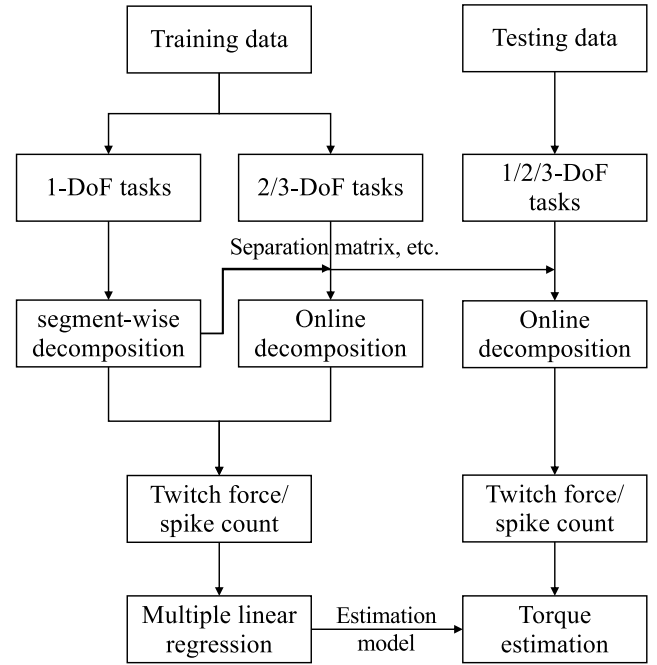 Training data
Testing data
1-DoF tasks
2/3-DoF tasks
1/2/3-DoF
tasks
Separation matrix, etc.
segment-wise
decomposition
Online
decomposition
Online
decomposition
Twitch force/
spike count
Twitch force/
spike count
Multiple linear
regression
Estimation
model
Torque
estimation